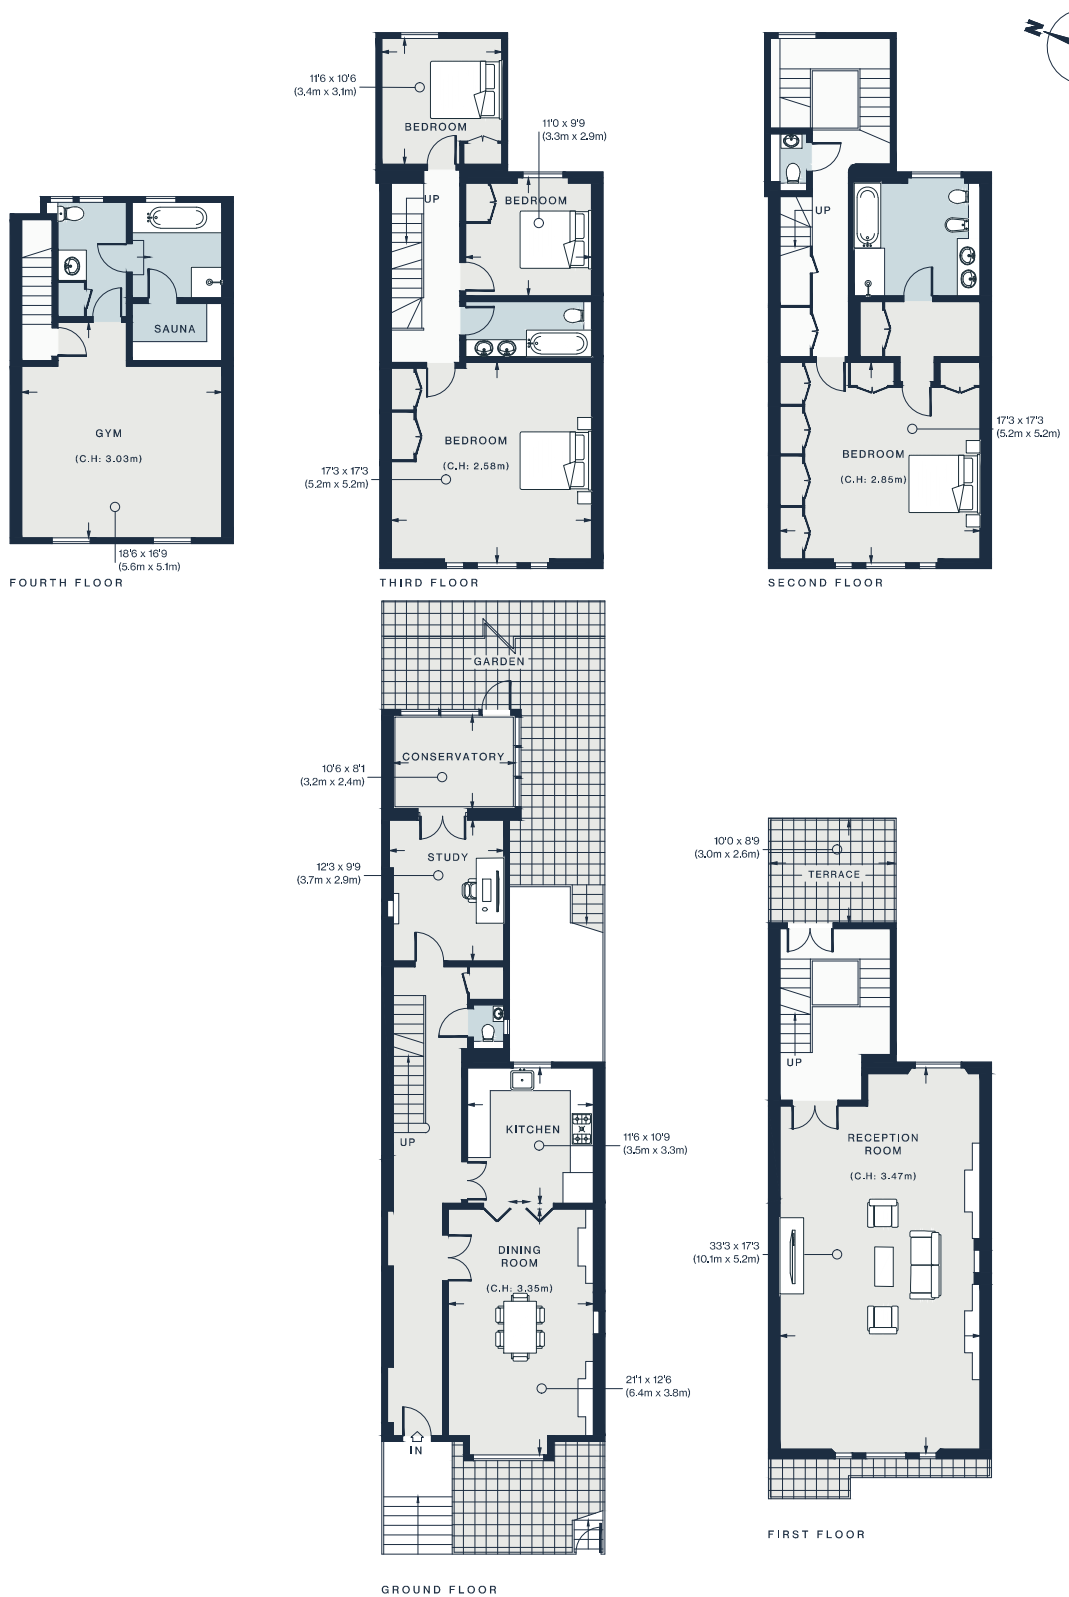 N
11'6 x 10'6
(3.4m x 3.1m)
BEDROOM
11'0 x 9'9
(3.3m x 2.9m)
BEDROOM
UP
BEDROOM
(C.H: 2.58m)
17'3 x 17'3
(5.2m x 5.2m)
THIRD FLOOR
UP
17'3 x 17'3
(5.2m x 5.2m)
BEDROOM
(C.H: 2.85m)
SECOND FLOOR
SAUNA
GYM
(C.H: 3.03m)
18'6 x 16'9
(5.6m x 5.1m)
FOURTH FLOOR
GARDEN
CONSERVATORY
10'6 x 8'1
(3.2m x 2.4m)
STUDY
12'3 x 9'9
(3.7m x 2.9m)
UP
KITCHEN
11'6 x 10'9
(3.5m x 3.3m)
DINING
ROOM
(C.H: 3.35m)
21'1 x 12'6
(6.4m x 3.8m)
IN
GROUND FLOOR
10'0 x 8'9
(3.0m x 2.6m)
TERRACE
UP
RECEPTION
ROOM
(C.H: 3.47m)
33'3 x 17'3
(10.1m x 5.2m)
FIRST FLOOR